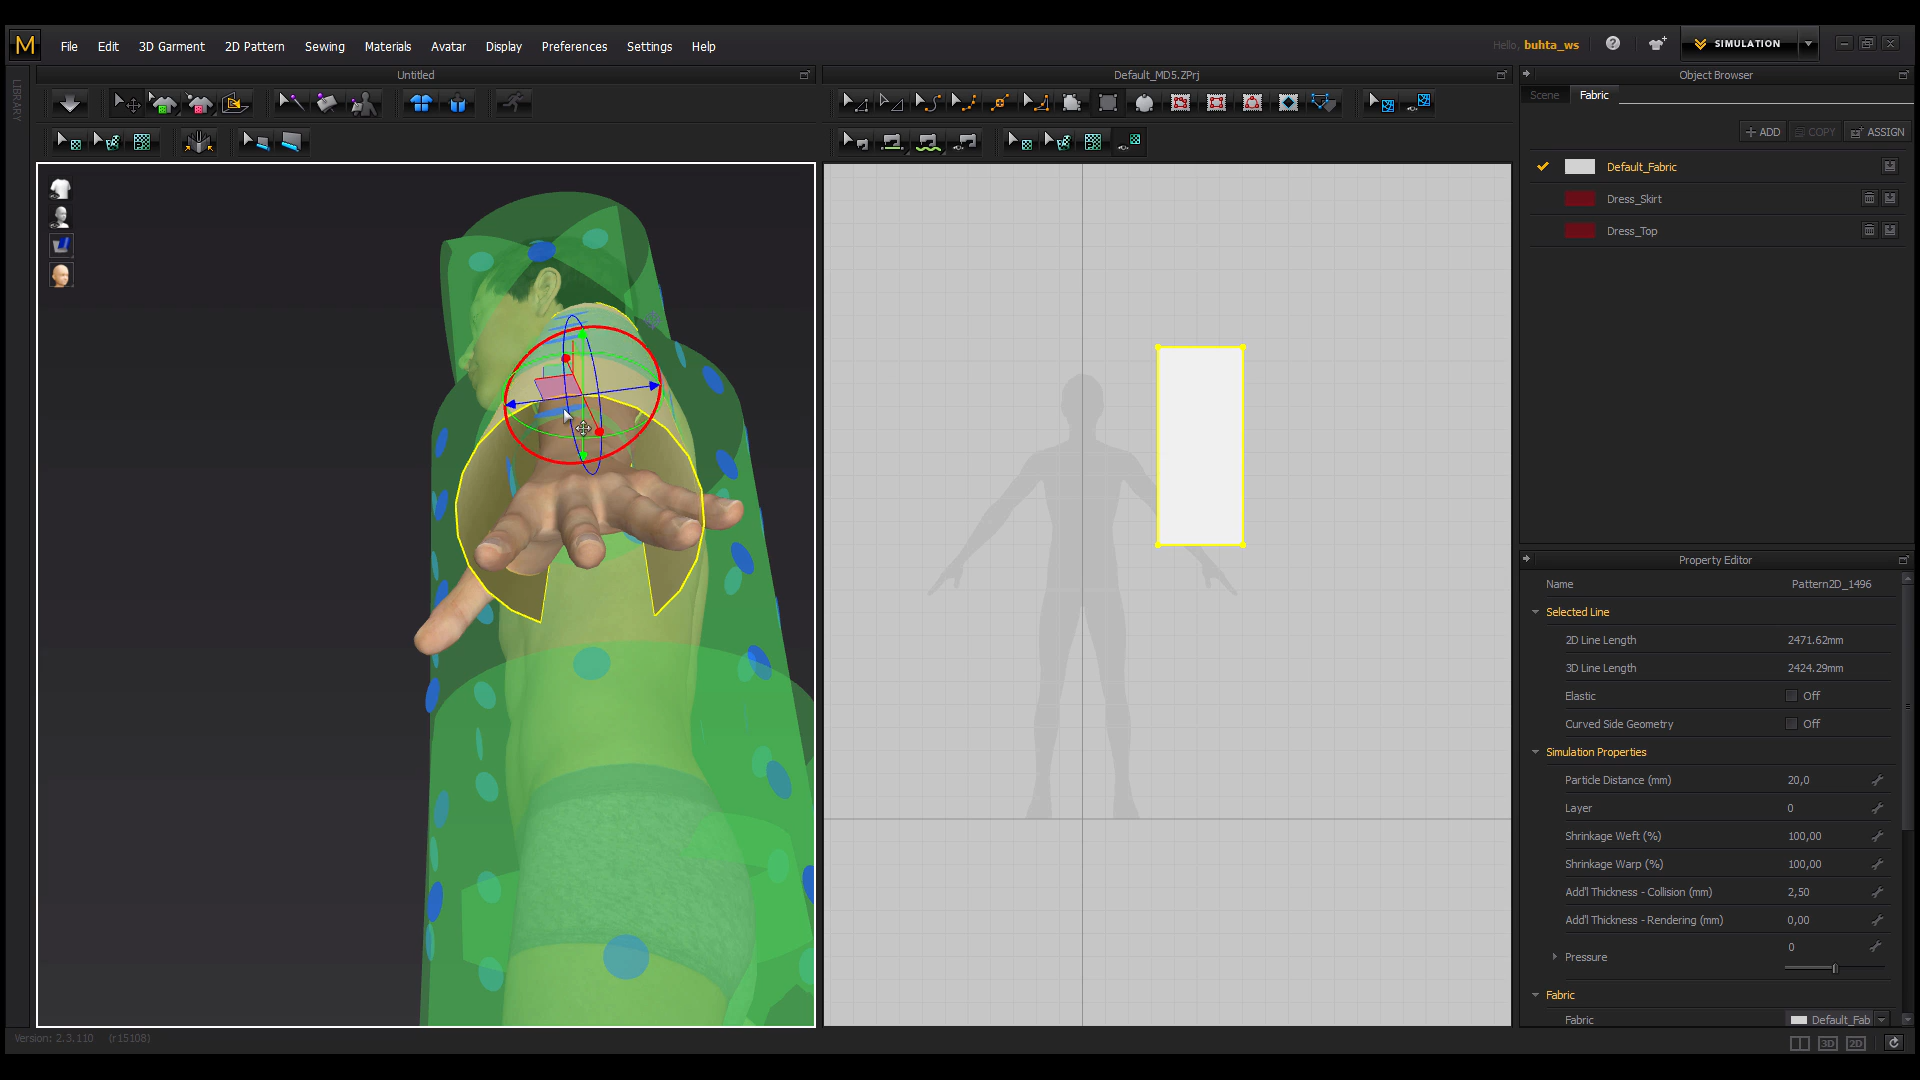 M File Edit 3D Garment 2D Pattern Sewing Materials Avatar Display Preferences Settings Help Hello, buhta_ws ? SIMULATION
LIBRARY
Untitled
Default_MD5.ZPrj
Object Browser
Scene Fabric
ADD COPY ASSIGN
Default_Fabric
Dress_Skirt
Dress_Top
Property Editor
Name Pattern2D_1496
Selected Line
2D Line Length 2471.62mm
3D Line Length 2424.29mm
Elastic Off
Curved Side Geometry Off
Simulation Properties
Particle Distance (mm) 20,0
Layer 0
Shrinkage Weft (%) 100,00
Shrinkage Warp (%) 100,00
Add'l Thickness - Collision (mm) 2,50
Add'l Thickness - Rendering (mm) 0,00
Pressure 0
Fabric
Fabric Default_Fab
Version: 2.3.110 (r15108)
3D 2D